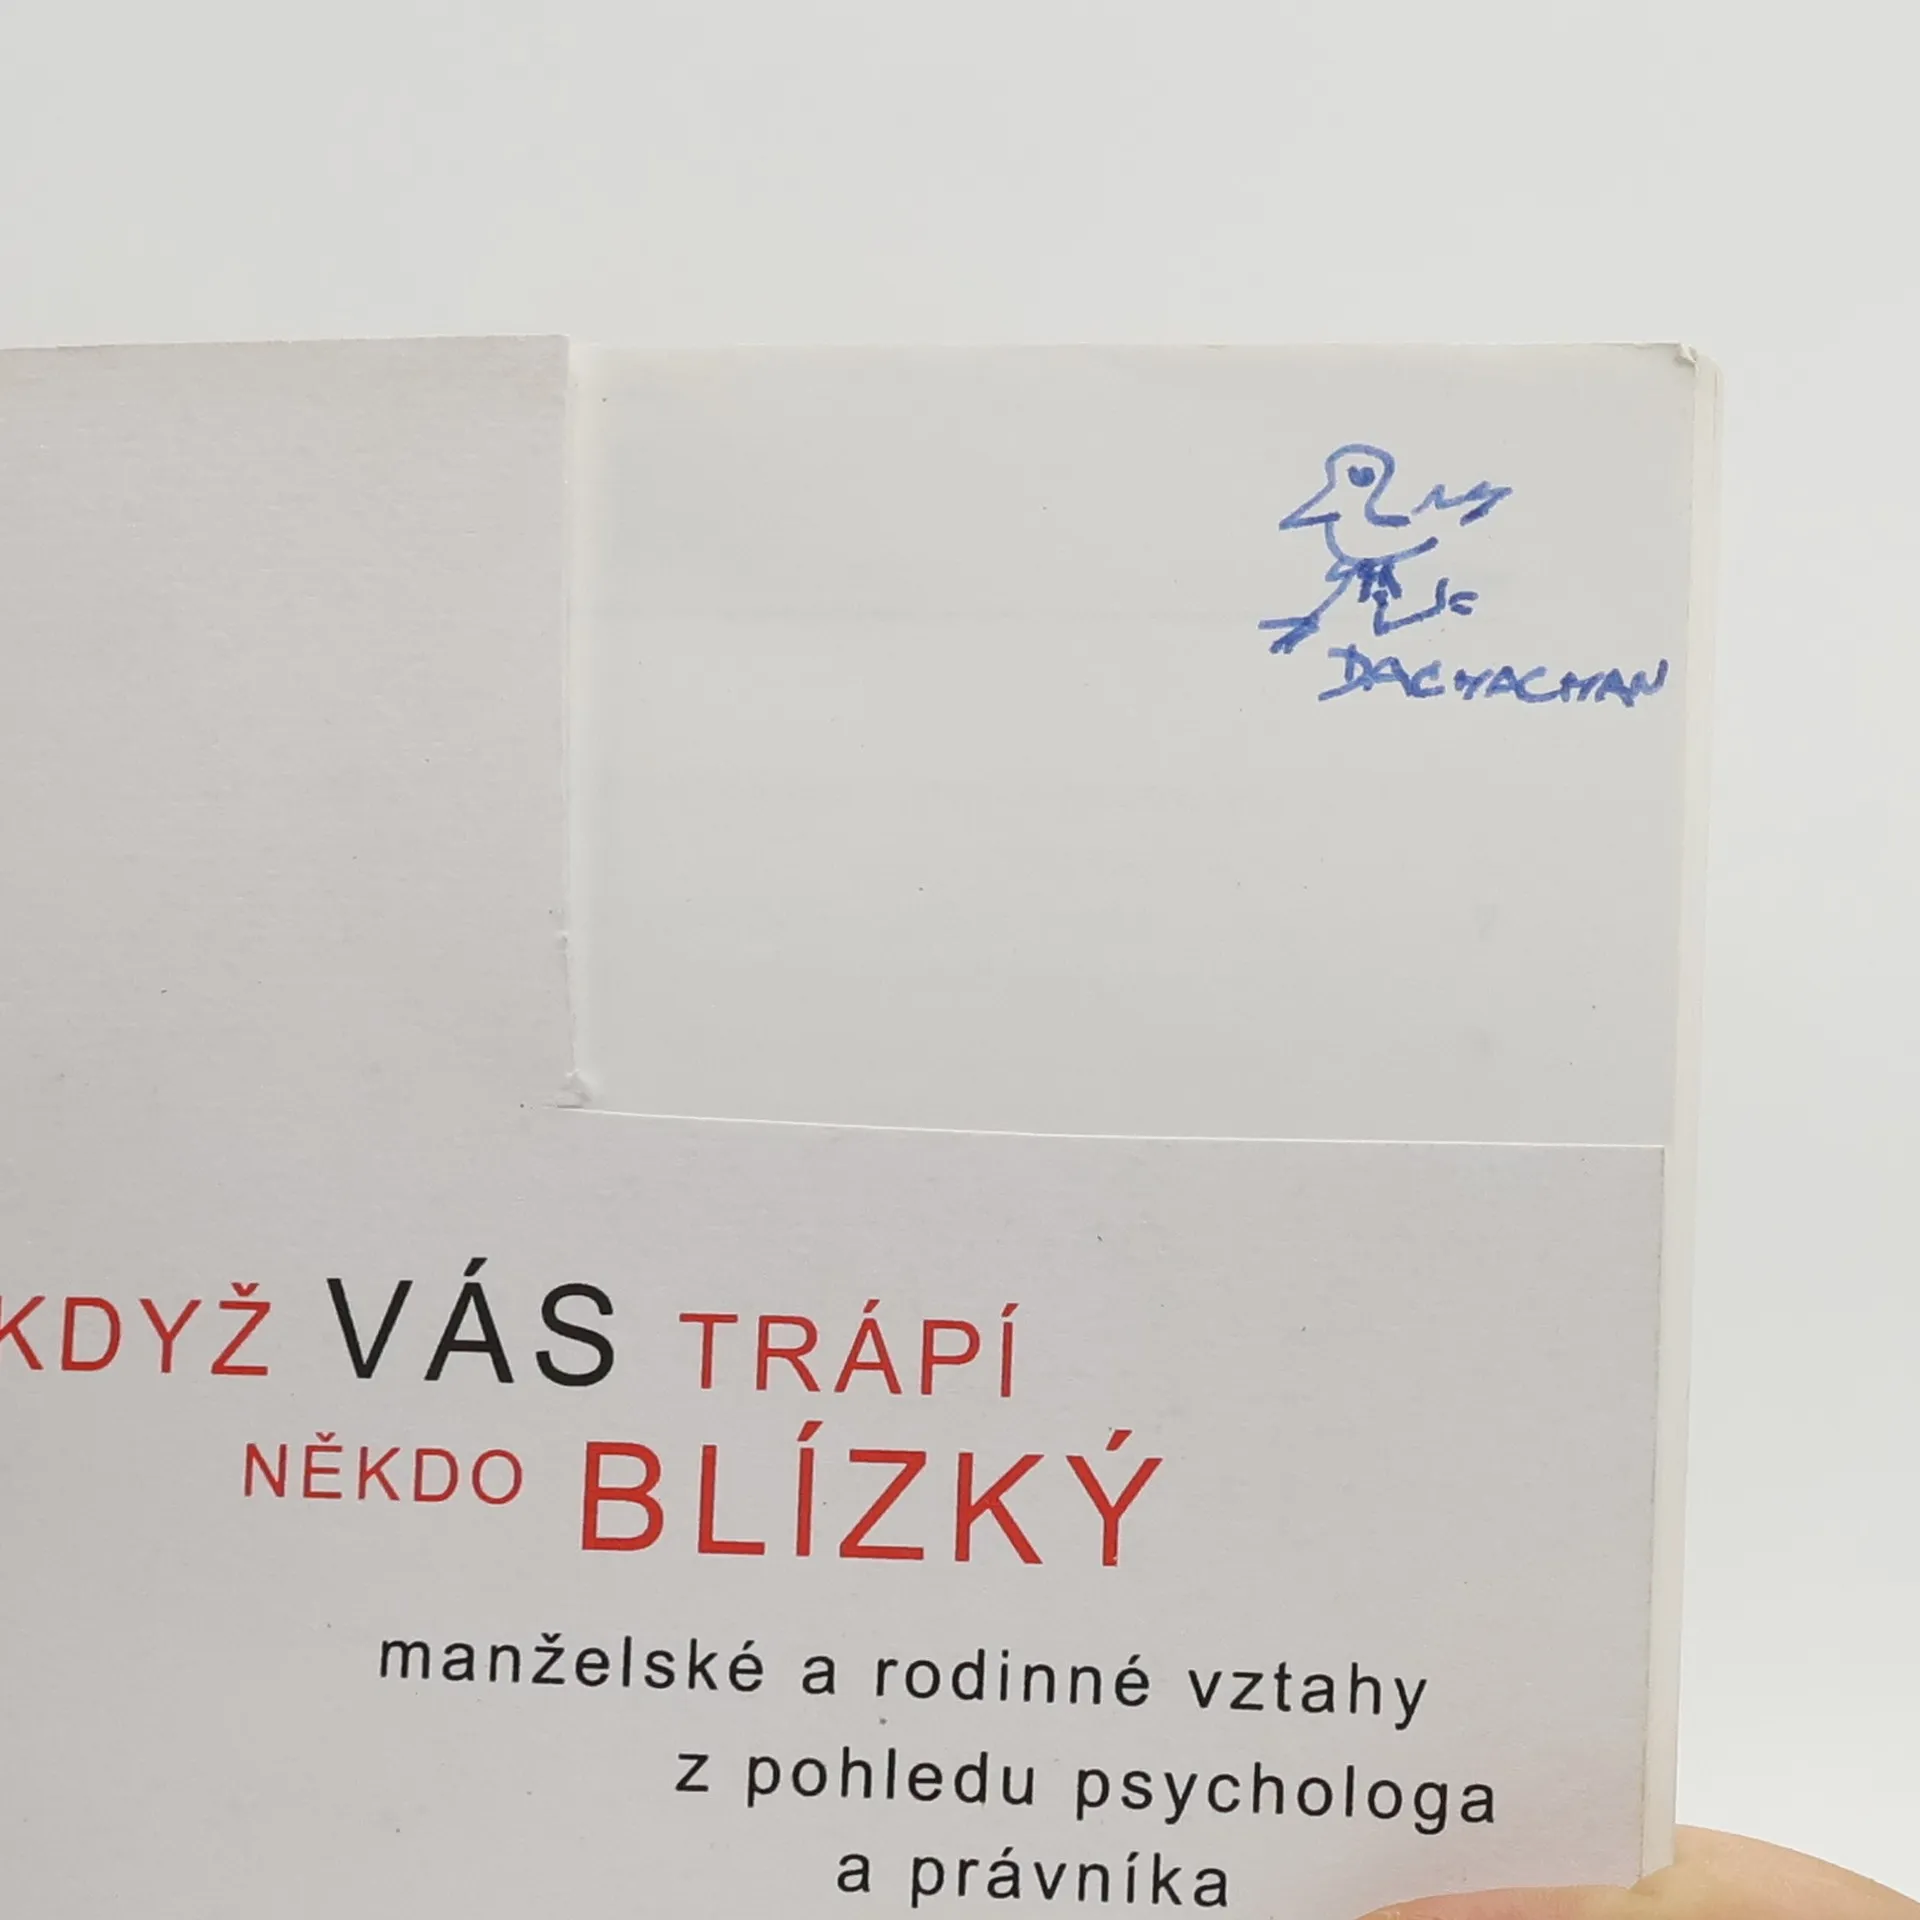 DACHACHAN
KDYŽ VÁS TRÁPÍ
NĚKDO BLÍZKÝ
manželské a rodinné vztahy
z pohledu psychologa
a právníka